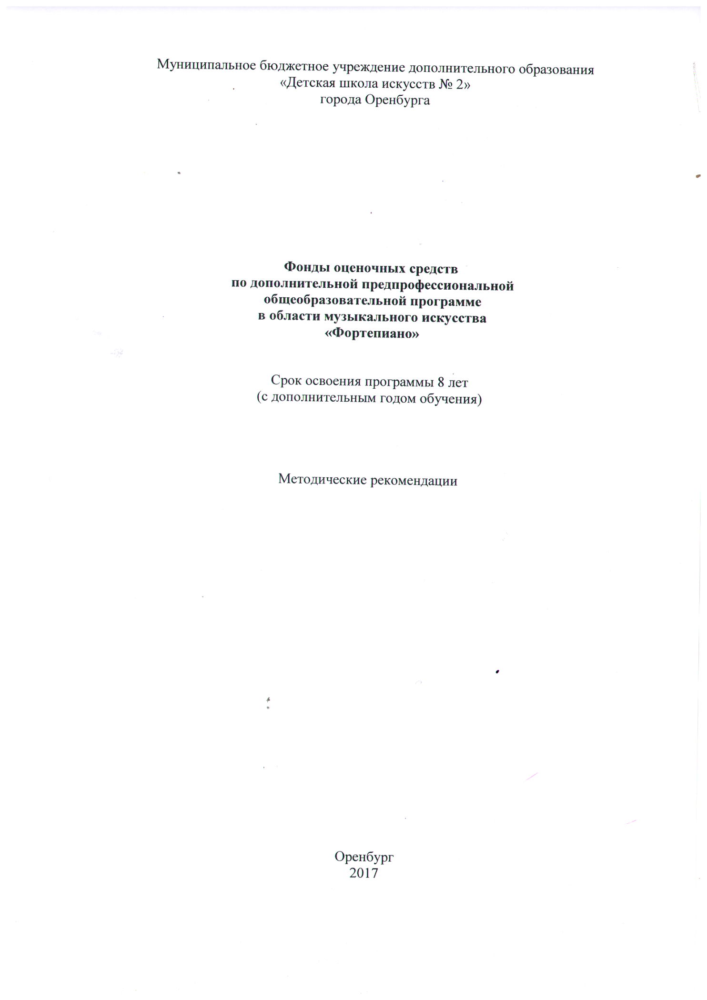 Муниципальное бюджетное учреждение дополнительного образования
«Детская школа искусств № 2»
города Оренбурга
Фонды оценочных средств
по дополнительной предпрофессиональной
общеобразовательной программе
в области музыкального искусства
«Фортепиано»
Срок освоения программы 8 лет
(с дополнительным годом обучения)
Методические рекомендации
Оренбург
2017